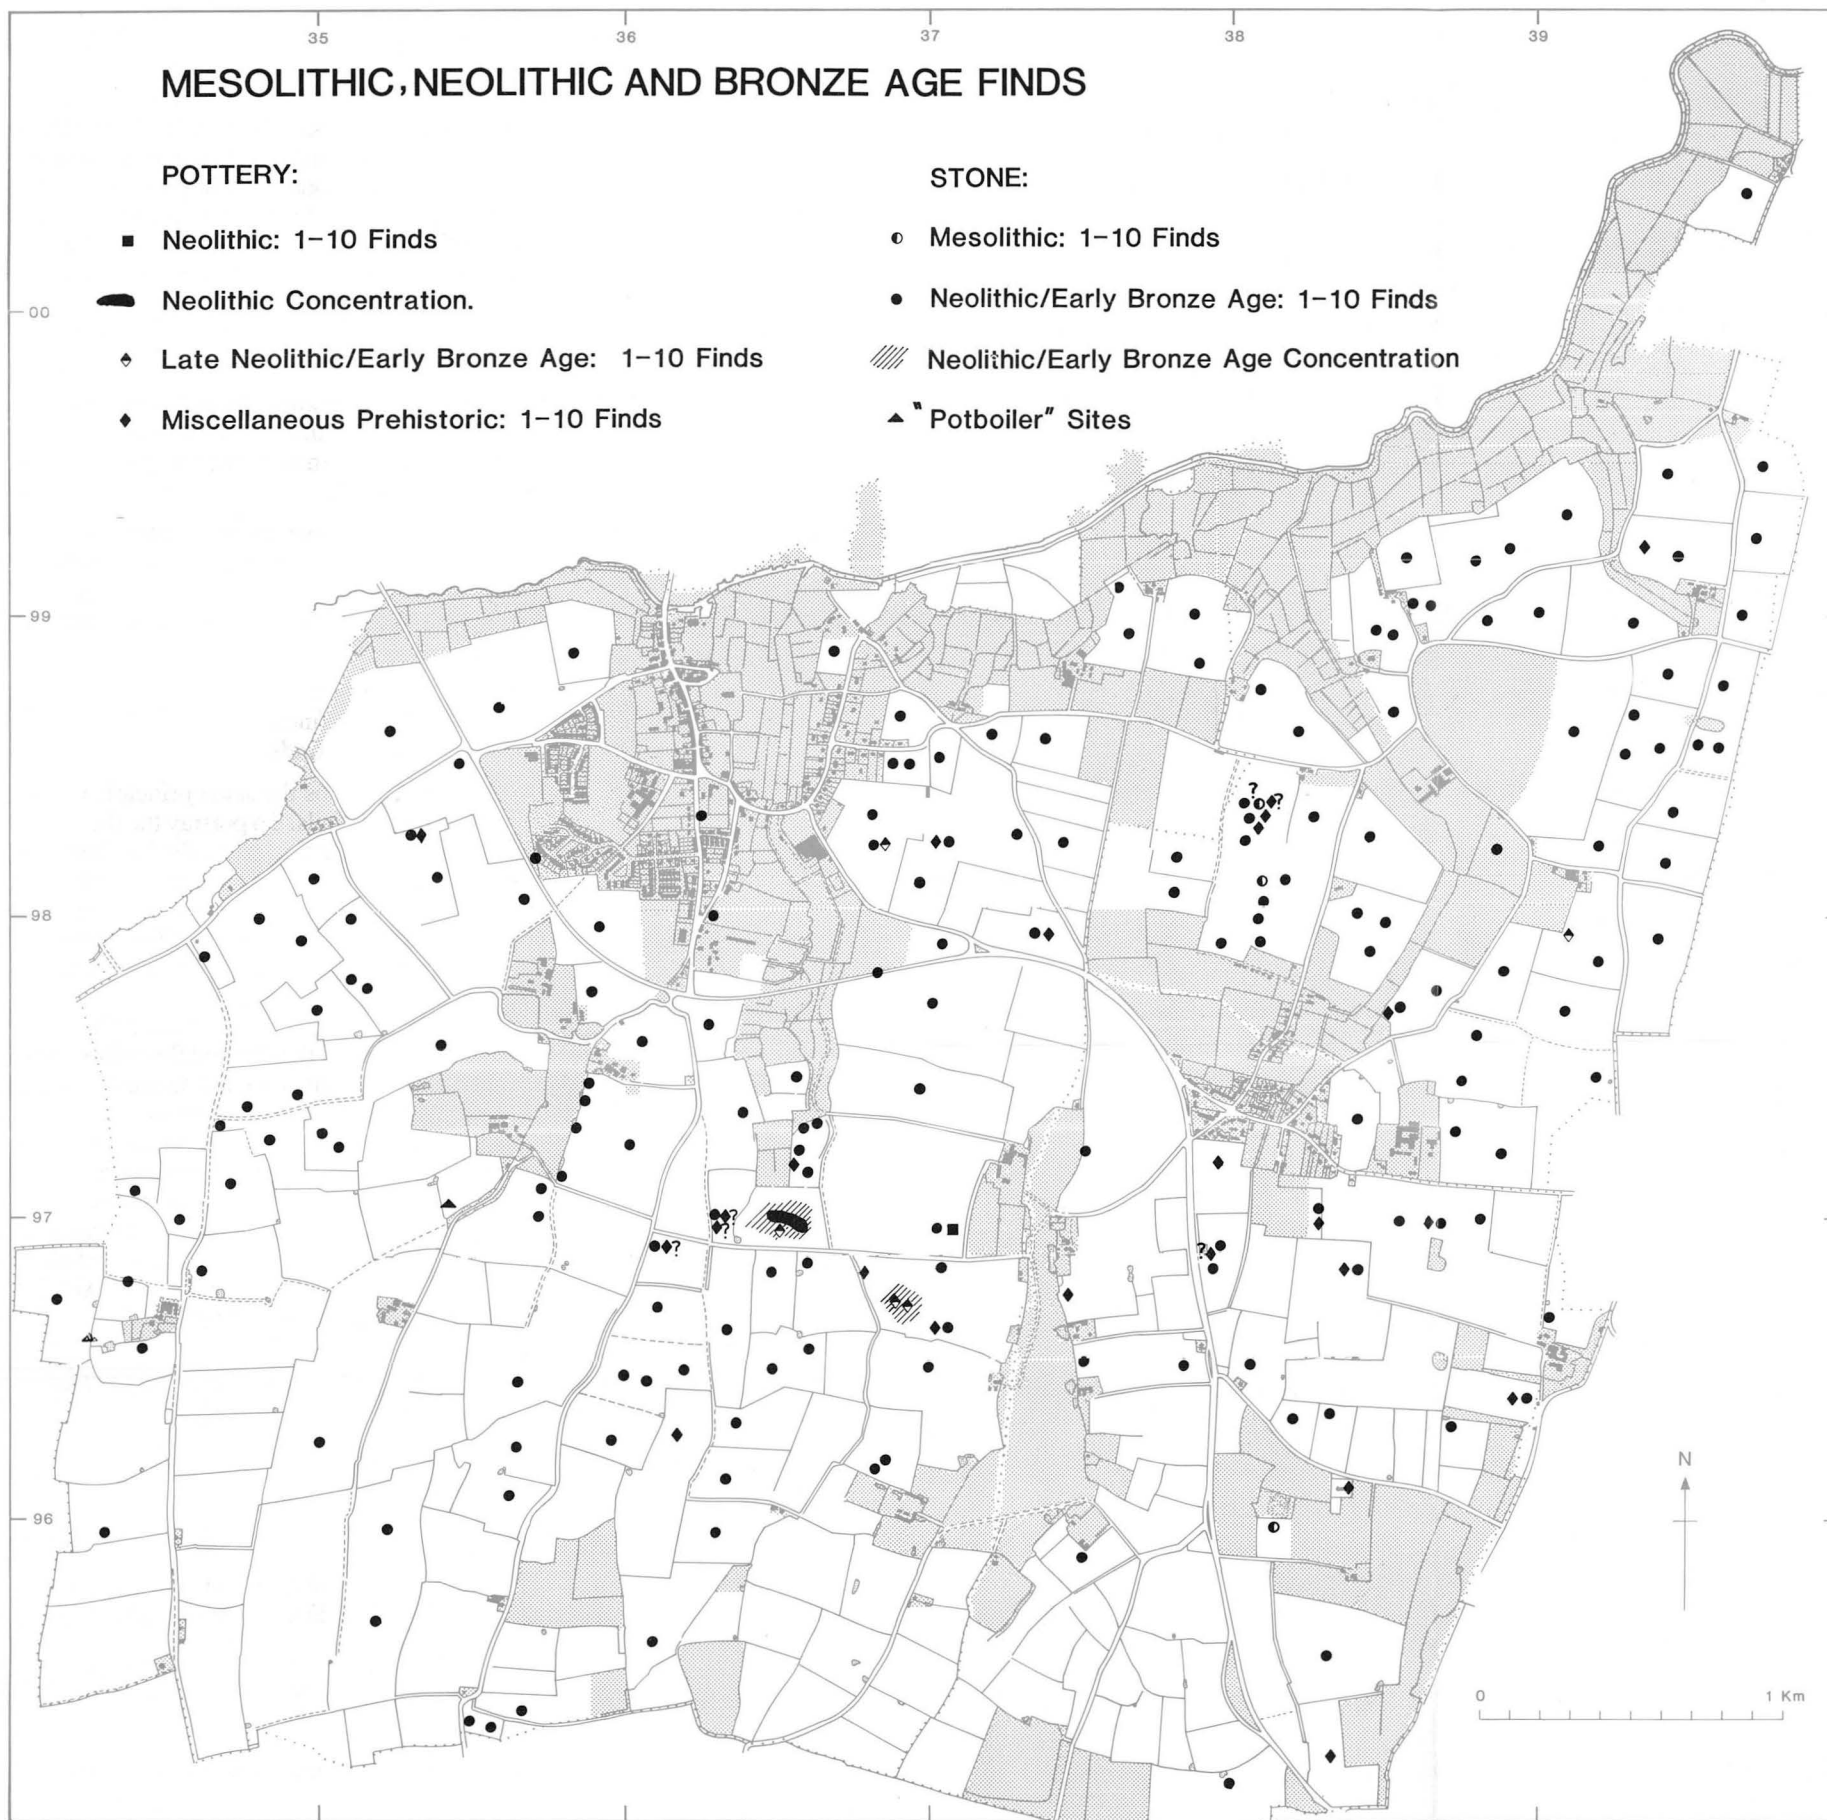 35 36 37 38 39
MESOLITHIC, NEOLITHIC AND BRONZE AGE FINDS
POTTERY:
Neolithic: 1-10 Finds
Neolithic Concentration.
Late Neolithic/Early Bronze Age: 1-10 Finds
Miscellaneous Prehistoric: 1-10 Finds
STONE:
Mesolithic: 1-10 Finds
Neolithic/Early Bronze Age: 1-10 Finds
Neolithic/Early Bronze Age Concentration
"Potboiler" Sites
00
99
? ?
98
97
?
?
?
?
96
N
0 1 Km